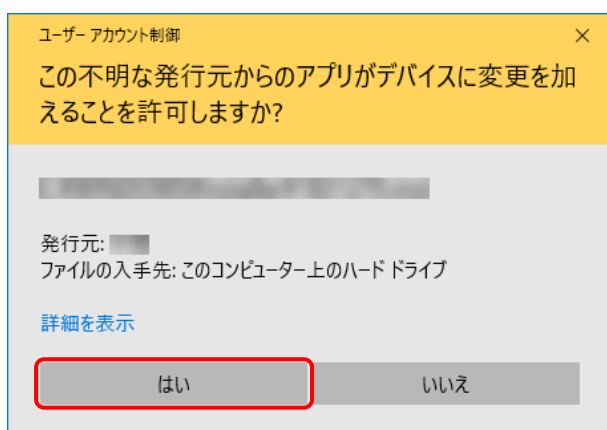 ユーザー アカウント制御
この不明な発行元からのアプリがデバイスに変更を加
えることを許可しますか?
発行元:
ファイルの入手先: このコンピューター上のハード ドライブ
詳細を表示
はい
いいえ